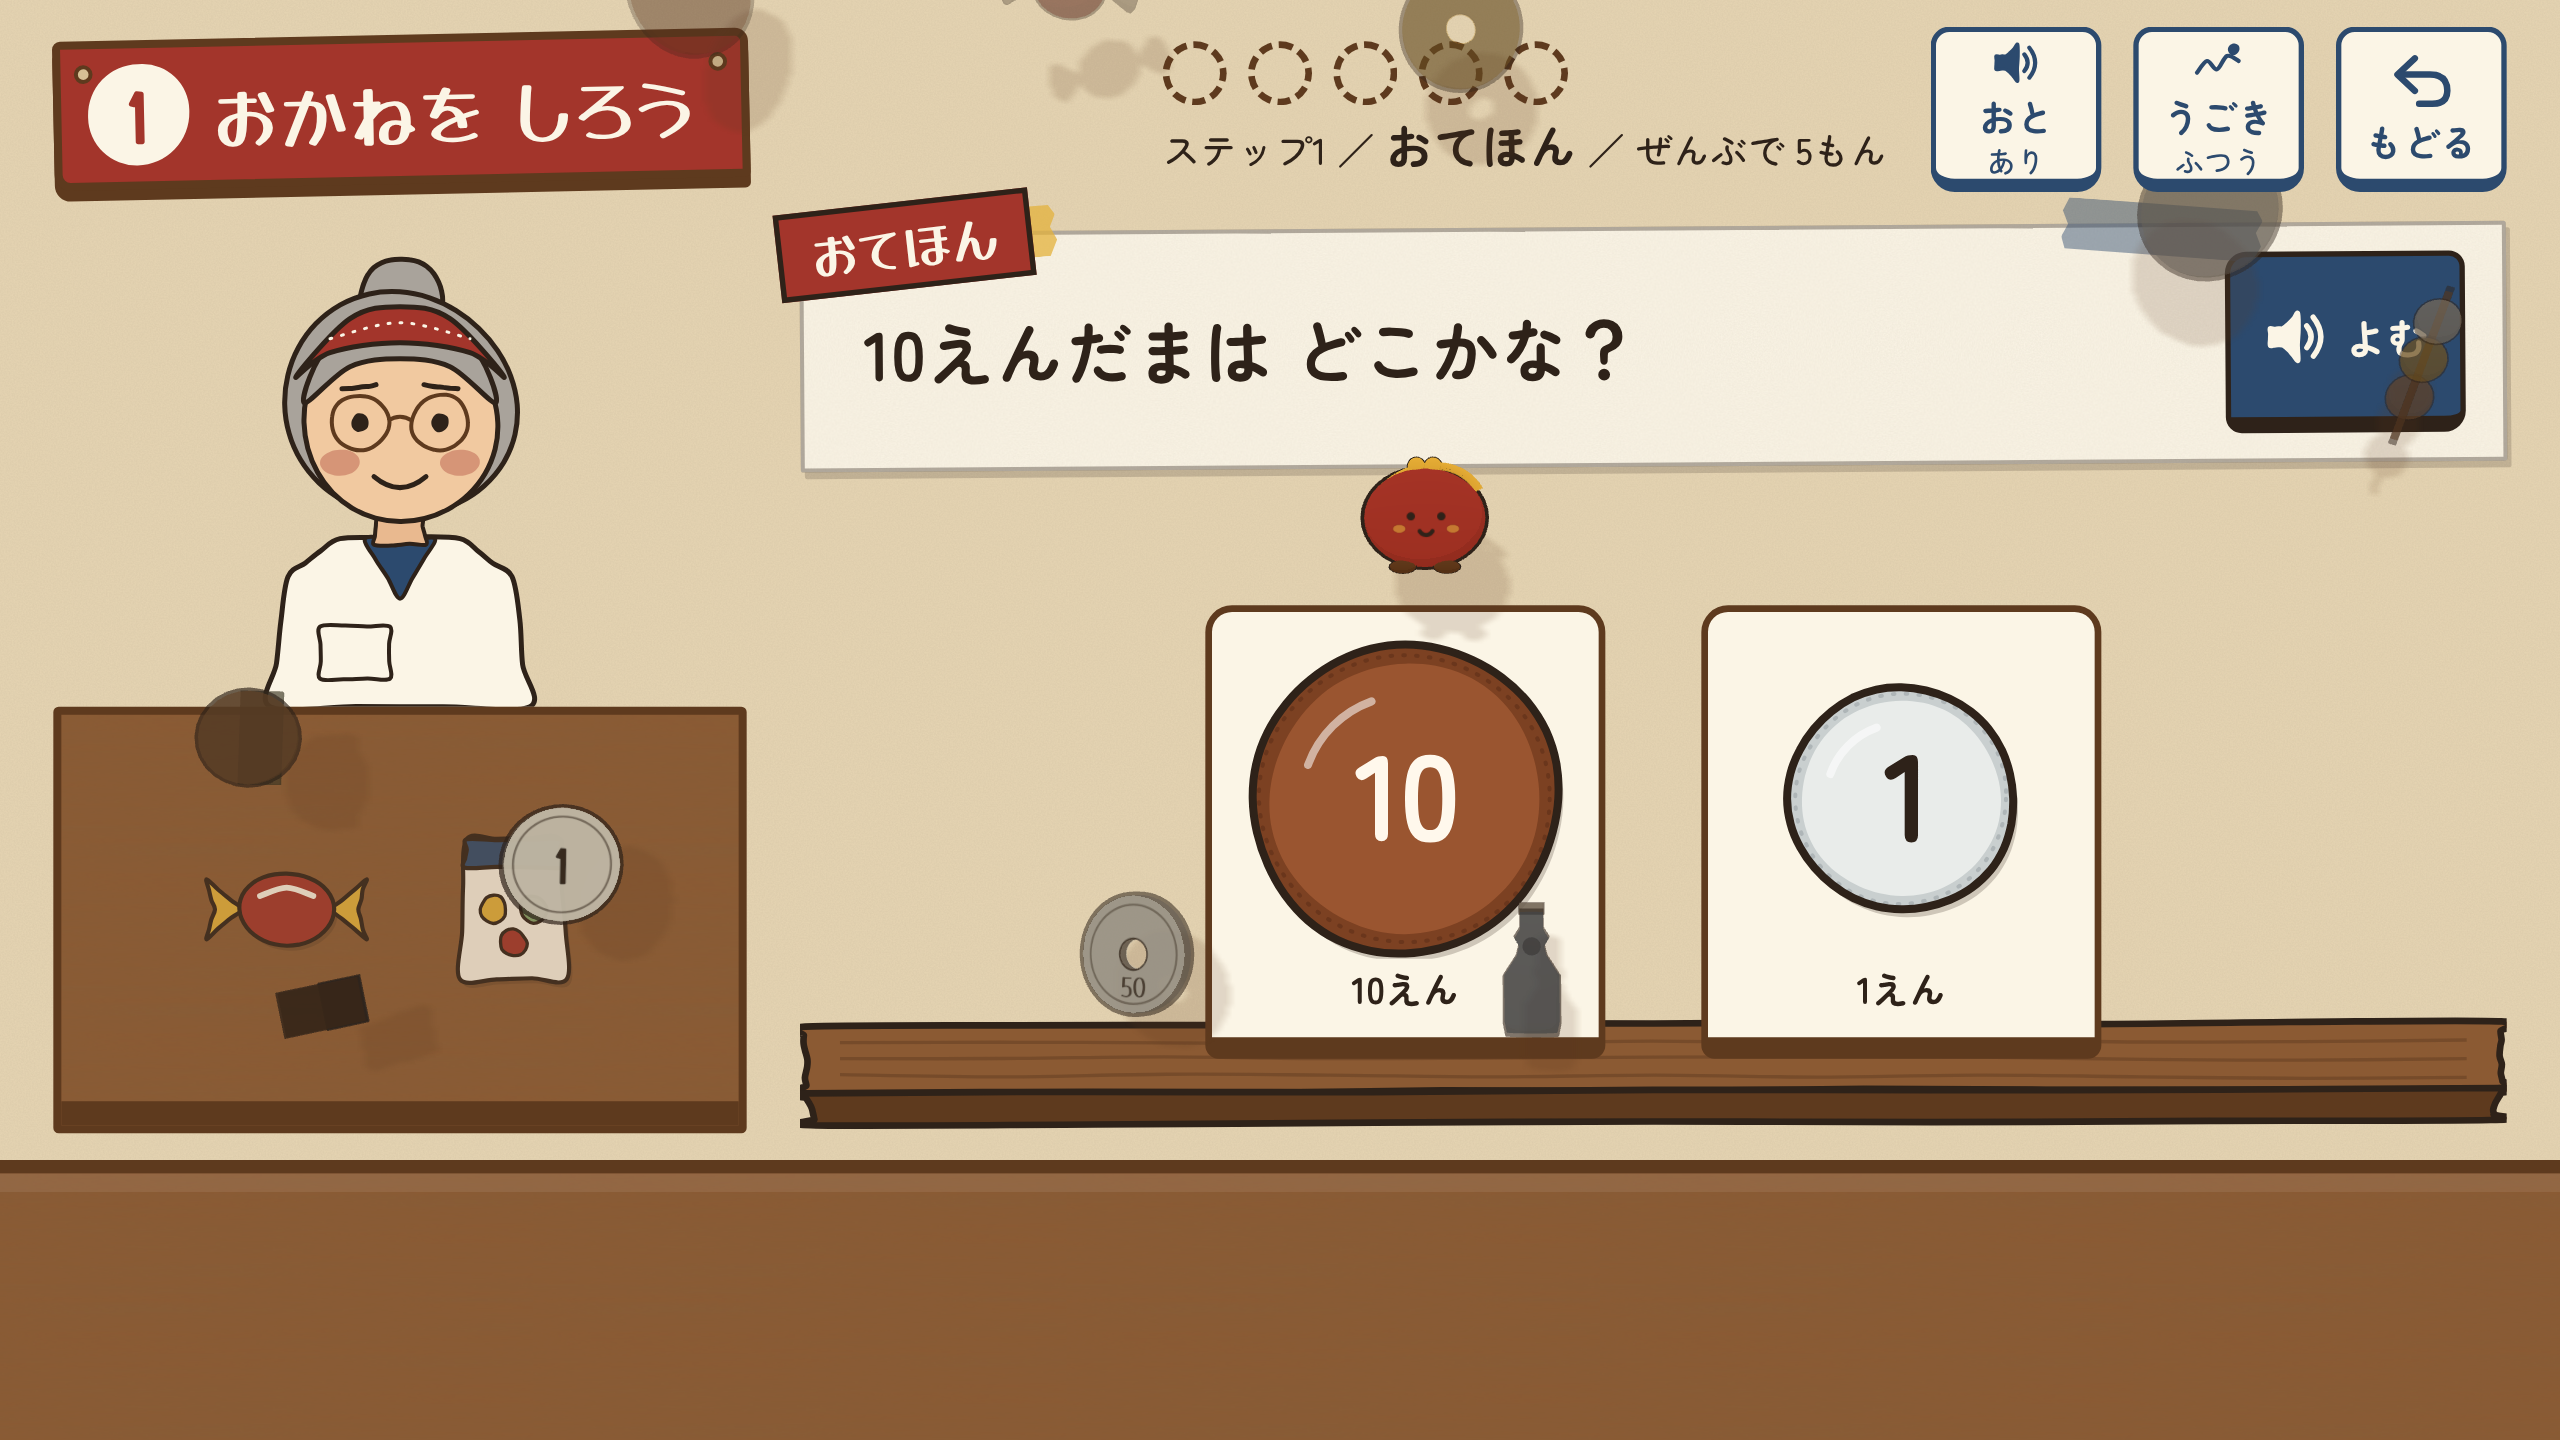 1 おかねを しろう
ステップ1 ／ おてほん ／ ぜんぶで 5もん
おと
あり
うごき
ふつう
もどる
おてほん
10えんだまは どこかな？
よむ
10
10えん
1
1えん
1
50